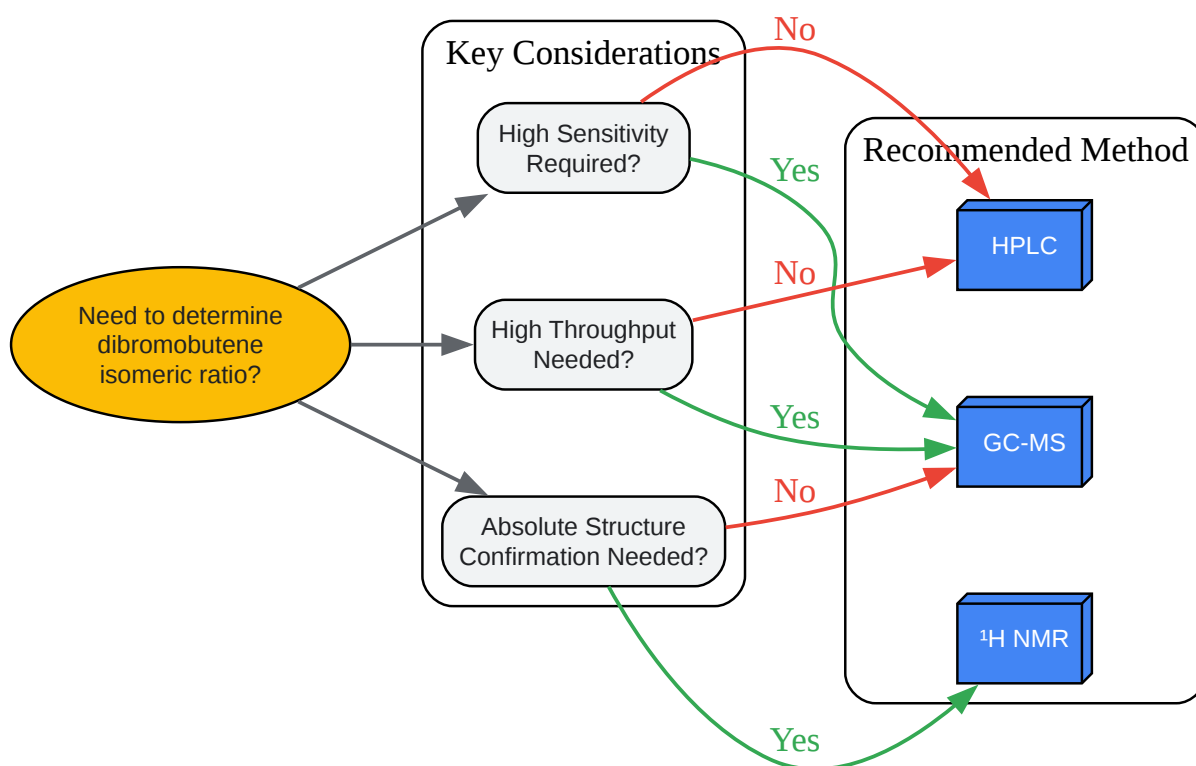 Need to determine
dibromobutene
isomeric ratio?
Key Considerations
High Sensitivity
Required?
High Throughput
Needed?
Absolute Structure
Confirmation Needed?
No
Yes
No
Yes
No
Yes
Recommended Method
HPLC
GC-MS
¹H NMR